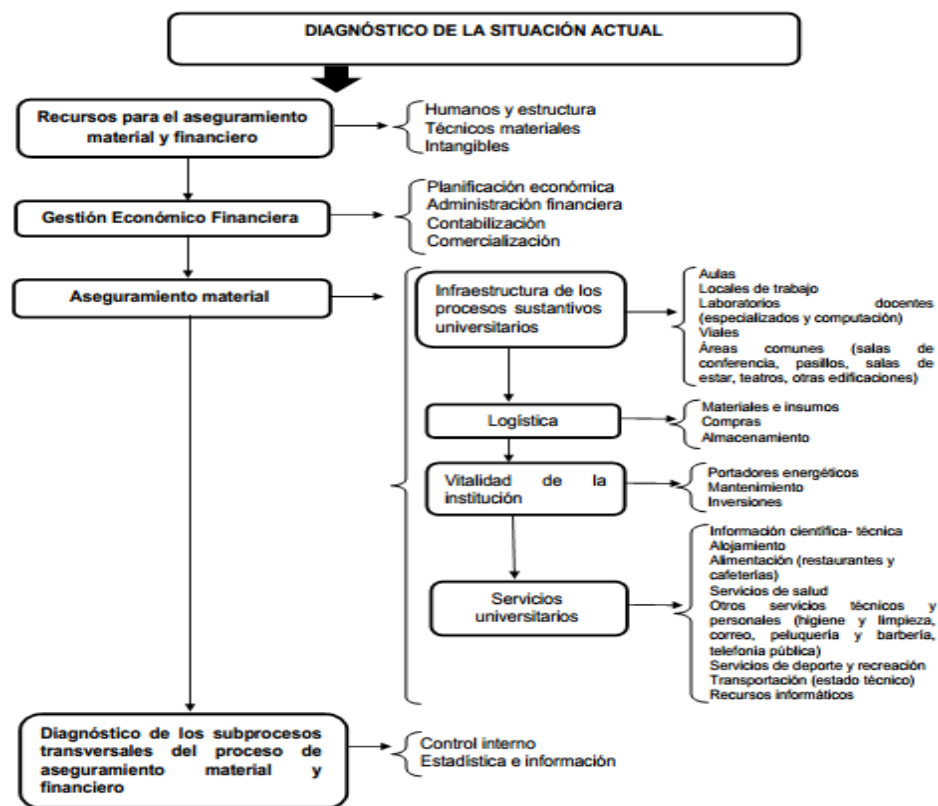 DIAGNÓSTICO DE LA SITUACIÓN ACTUAL
Recursos para el aseguramiento
material y financiero
Humanos y estructura
Técnicos materiales
Intangibles
Gestión Económico Financiera
Planificación económica
Administración financiera
Contabilización
Comercialización
Aseguramiento material
Infraestructura de los
procesos sustantivos
universitarios
Aulas
Locales de trabajo
Laboratorios docentes
(especializados y computación)
Viales
Áreas comunes (salas de
conferencia, pasillos, salas de
estar, teatros, otras edificaciones)
Logística
Materiales e insumos
Compras
Almacenamiento
Vitalidad de la
institución
Portadores energéticos
Mantenimiento
Inversiones
Servicios
universitarios
Información científica- técnica
Alojamiento
Alimentación (restaurantes y
cafeterías)
Servicios de salud
Otros servicios técnicos y
personales (higiene y limpieza,
correo, peluquería y barbería,
telefonía pública)
Servicios de deporte y recreación
Transportación (estado técnico)
Recursos informáticos
Diagnóstico de los subprocesos
transversales del proceso de
aseguramiento material y
financiero
Control interno
Estadística e información